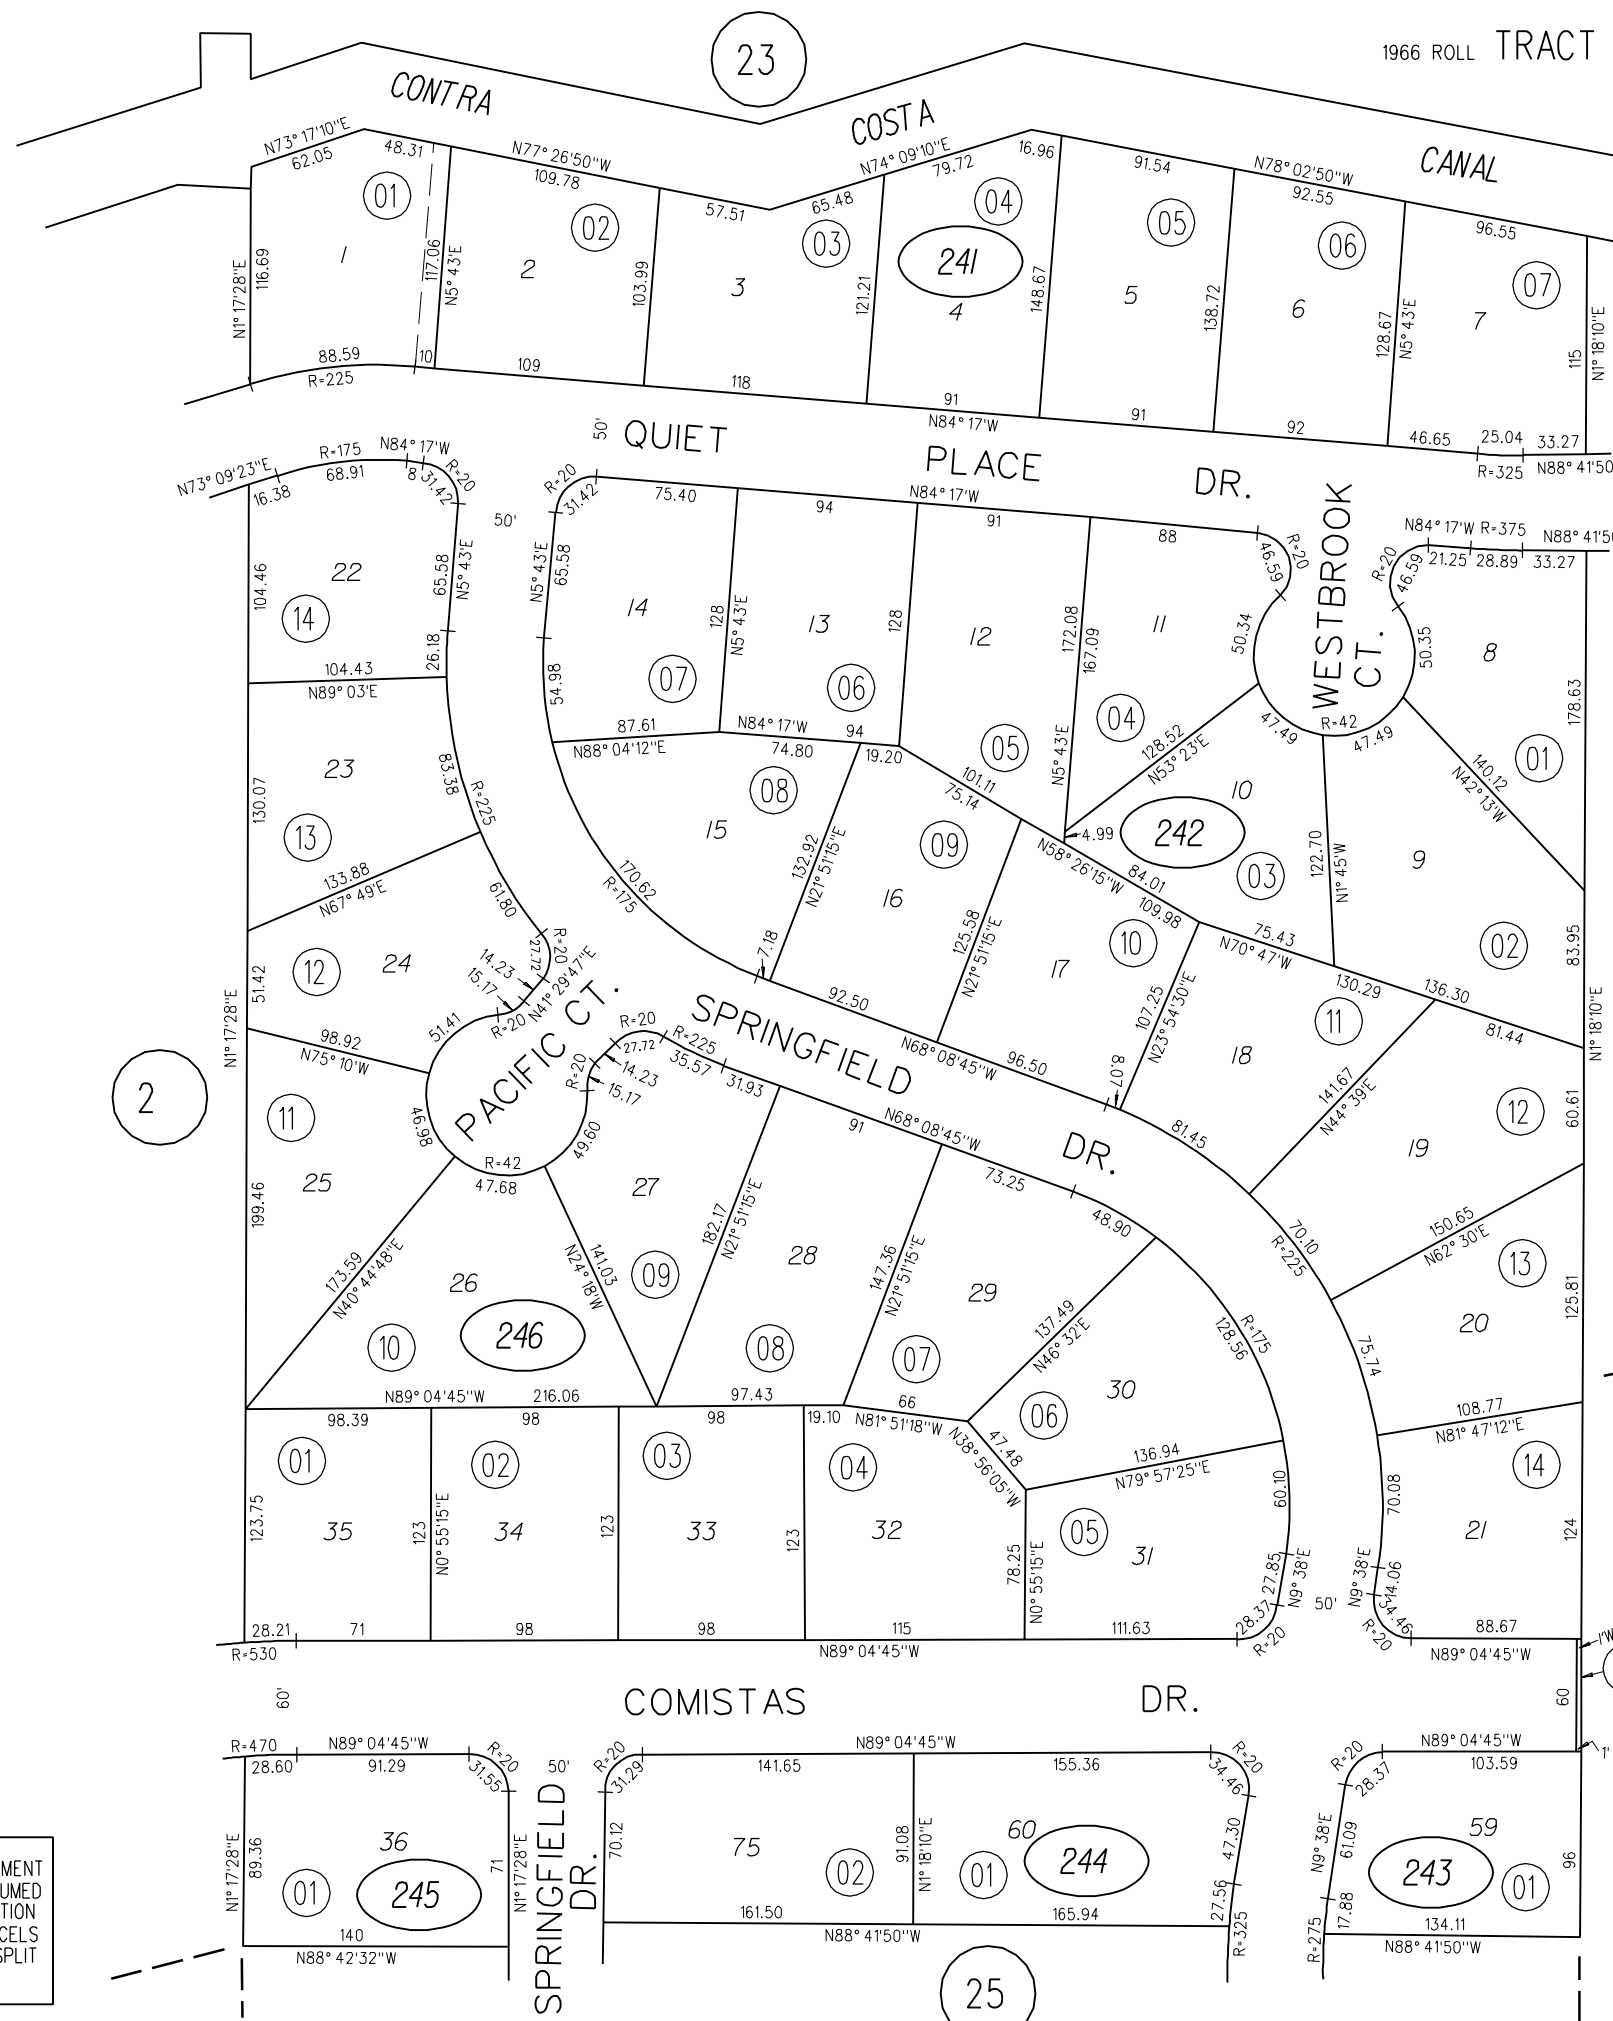 23
1966 ROLL TRACT
CONTRA COSTA CANAL
N73° 17'10"E
62.05
48.31
N77° 26'50"W
109.78
57.51
65.48
N74° 09'10"E
79.72
16.96
91.54
N78° 02'50"W
92.55
96.55
01
02
03
04
05
06
07
241
1
2
3
4
5
6
7
N1° 17'28"E
116.69
117.06
N5° 43'E
103.99
121.21
148.67
138.72
128.67
N5° 43'E
115
N1° 18'10"E
88.59
R=225
10
109
118
91
N84° 17'W
91
92
46.65
25.04
33.27
R=325
N88° 41'50
50'
QUIET PLACE DR.
N73° 09'23"E
16.38
R=175
68.91
N84° 17'W
8
31.42
R=20
50'
R=20
31.42
75.40
94
N84° 17'W
91
88
46.59
R=20
WESTBROOK
CT.
R=20
46.59
N84° 17'W
R=375
N88° 41'50
21.25
28.89
33.27
104.46
22
14
65.58
N5° 43'E
26.18
104.43
N89° 03'E
N5° 43'E
65.58
54.98
14
07
128
N5° 43'E
13
06
128
12
05
172.08
167.09
N5° 43'E
11
04
50.34
50.35
8
178.63
01
87.61
N88° 04'12"E
N84° 17'W
94
74.80
19.20
101.11
75.14
128.52
N53° 23'E
47.49
R=42
47.49
140.12
N42° 13'W
130.07
23
13
83.38
R=225
133.88
N67° 49'E
61.80
15
08
170.62
R=175
132.92
N21° 51'15"E
7.18
09
16
4.99
N58° 26'15"W
84.01
109.98
242
10
03
122.70
N1° 45'W
9
02
83.95
125.58
N21° 51'15"E
10
17
75.43
N70° 47'W
130.29
136.30
81.44
N1° 18'10"E
51.42
12
24
14.23
15.17
27.72
R=20
N41° 29'47"E
R=20
51.41
98.92
N75° 10'W
PACIFIC CT.
N1° 17'28"E
2
SPRINGFIELD DR.
R=20
27.72
R=225
35.57
31.93
R=20
14.23
15.17
92.50
N68° 08'45"W
96.50
8.07
107.25
N23° 54'30"E
18
11
141.67
N44° 39'E
12
60.61
19
11
25
199.46
46.98
R=42
47.68
49.60
27
09
182.17
N21° 51'15"E
91
N68° 08'45"W
73.25
48.90
81.45
70.10
R=225
150.65
N62° 30'E
13
125.81
20
173.59
N40° 44'48"E
26
246
10
141.03
N24° 18'W
28
08
147.36
N21° 51'15"E
29
07
137.49
N46° 32'E
128.56
R=175
75.74
30
06
108.77
N81° 47'12"E
N89° 04'45"W
216.06
97.43
66
N81° 51'18"W
98.39
98
98
19.10
47.48
N38° 56'05"W
136.94
N79° 57'25"E
01
02
03
04
05
14
123.75
35
123
N0° 55'15"E
34
123
33
123
32
78.25
N0° 55'15"E
31
60.10
27.85
N9° 38'E
28.37
R=20
50'
70.08
N9° 38'E
14.06
34.46
R=20
21
124
28.21
R=530
71
98
98
115
N89° 04'45"W
111.63
88.67
N89° 04'45"W
1'W
60'
COMISTAS DR.
60
1'
R=470
28.60
N89° 04'45"W
91.29
R=20
31.55
50'
R=20
31.29
141.65
N89° 04'45"W
155.36
R=20
34.46
R=20
28.37
N89° 04'45"W
103.59
N1° 17'28"E
89.36
36
01
245
71
N1° 17'28"E
SPRINGFIELD
DR.
70.12
75
02
91.08
N1° 18'10"E
60
01
244
47.30
27.56
R=325
N9° 38'E
61.09
17.88
R=275
59
243
01
96
140
N88° 42'32"W
161.50
N88° 41'50"W
165.94
134.11
N88° 41'50"W
25
MENT
UMED
TION
CELS
SPLIT